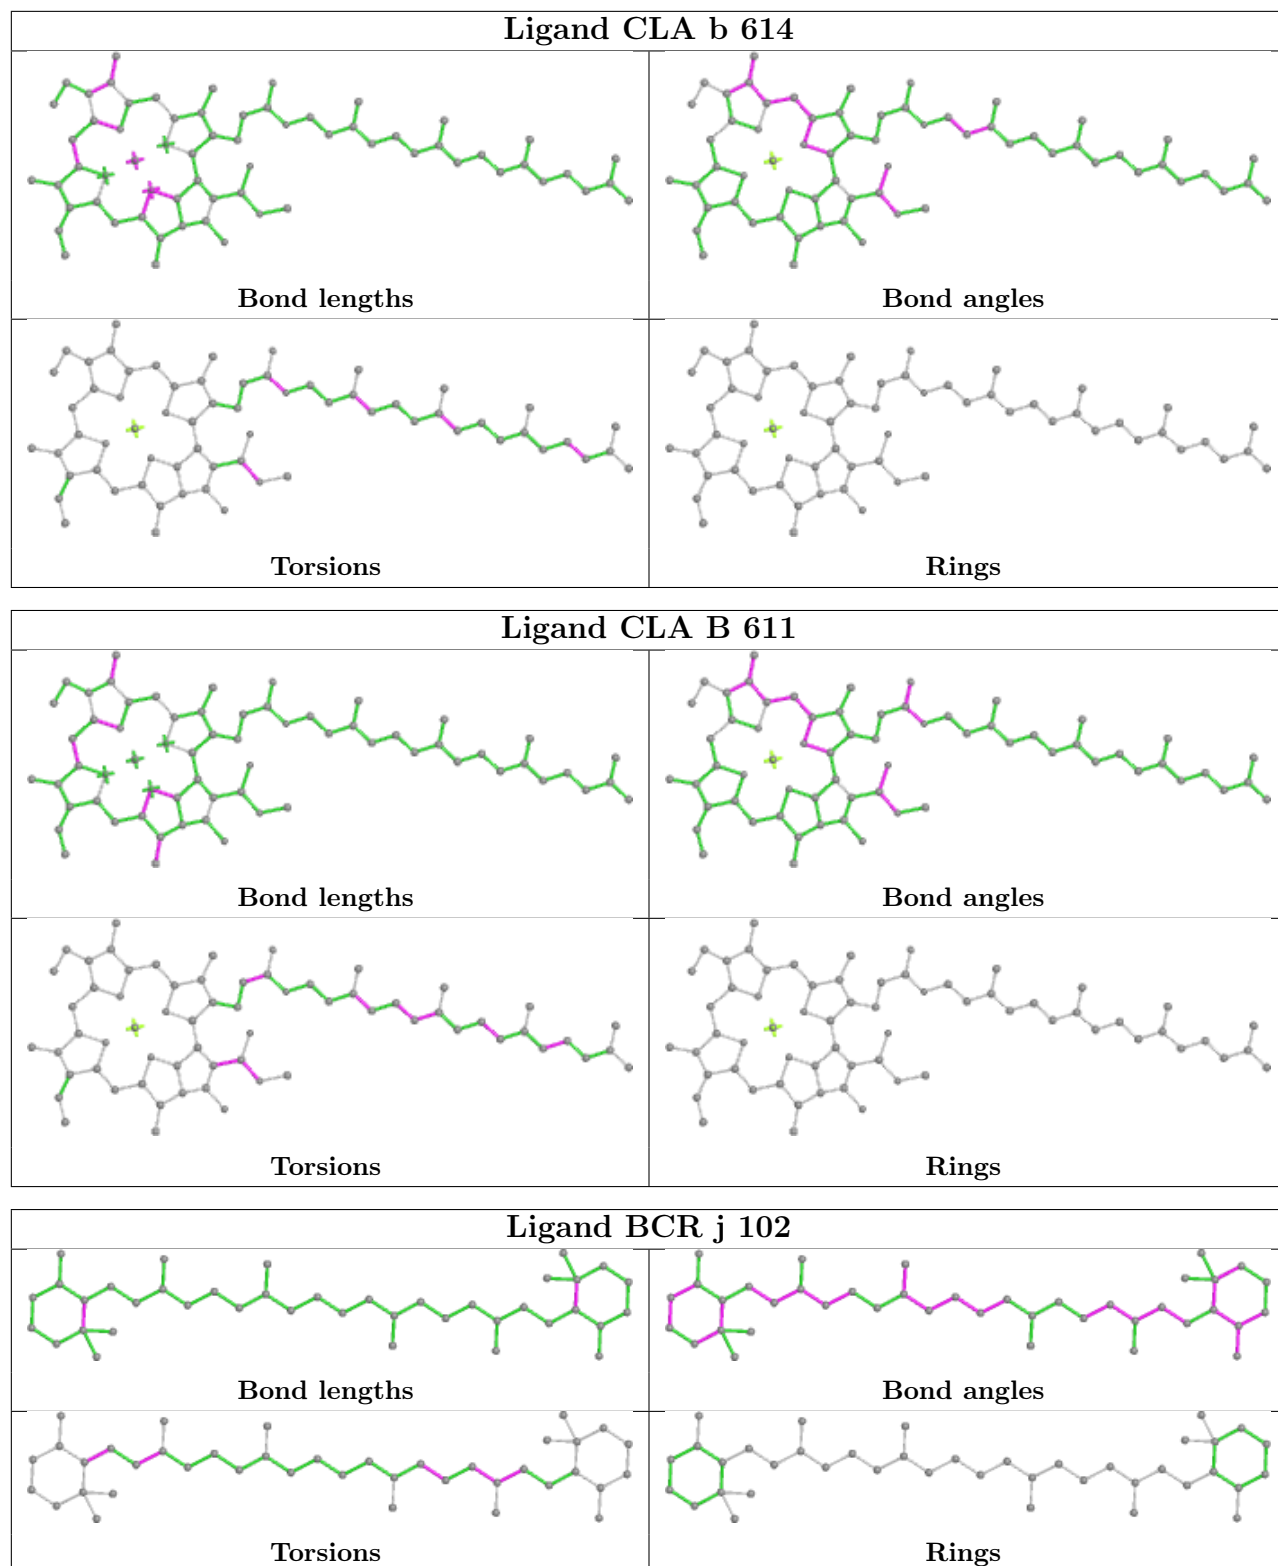 Ligand CLA b 614
Bond lengths
Bond angles
Torsions
Rings
Ligand CLA B 611
Bond lengths
Bond angles
Torsions
Rings
Ligand BCR j 102
Bond lengths
Bond angles
Torsions
Rings